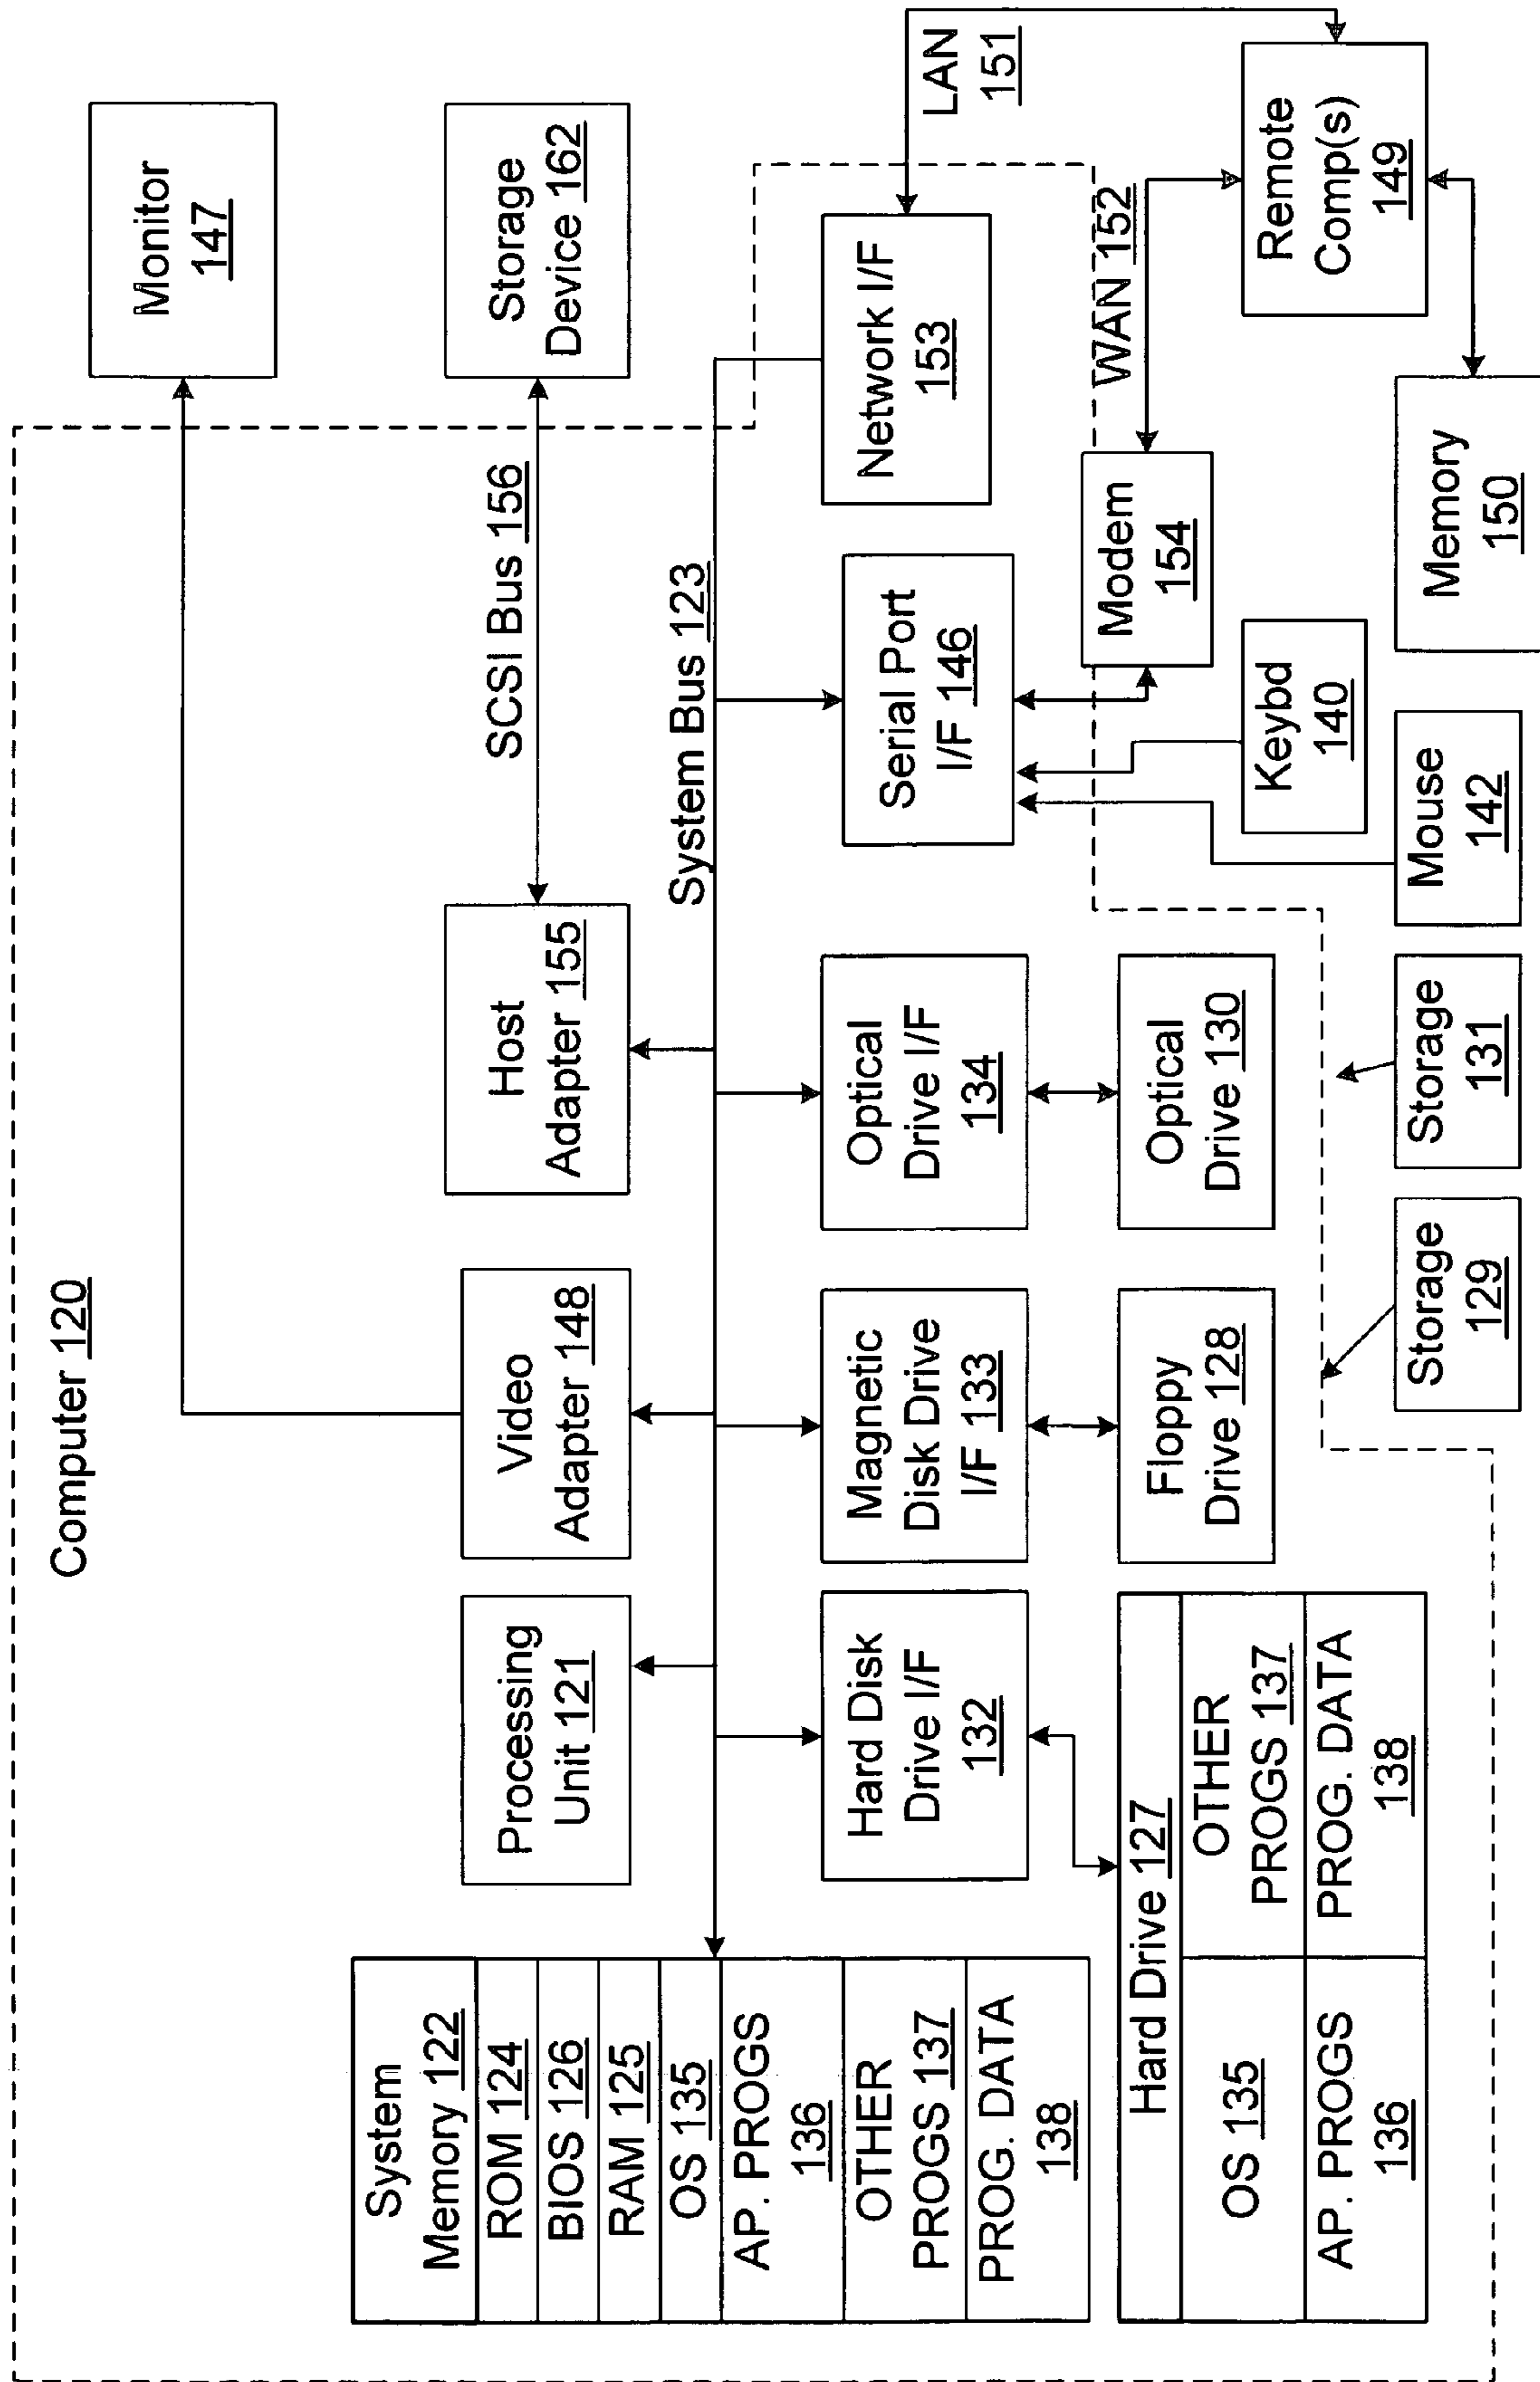 Computer 120
Monitor
147
System
Memory 122
ROM 124
BIOS 126
RAM 125
OS 135
AP. PROGS
136
OTHER
PROGS 137
PROG. DATA
138
Processing
Unit 121
Video
Adapter 148
Host
Adapter 155
SCSI Bus 156
Storage
Device 162
System Bus 123
Hard Disk
Drive I/F
132
Magnetic
Disk Drive
I/F 133
Optical
Drive I/F
134
Serial Port
I/F 146
Network I/F
153
LAN
151
Hard Drive 127
OS 135
OTHER
PROGS 137
AP. PROGS
136
PROG. DATA
138
Floppy
Drive 128
Optical
Drive 130
Modem
154
WAN 152
Keybd
140
Remote
Comp(s)
149
Storage
129
Storage
131
Mouse
142
Memory
150